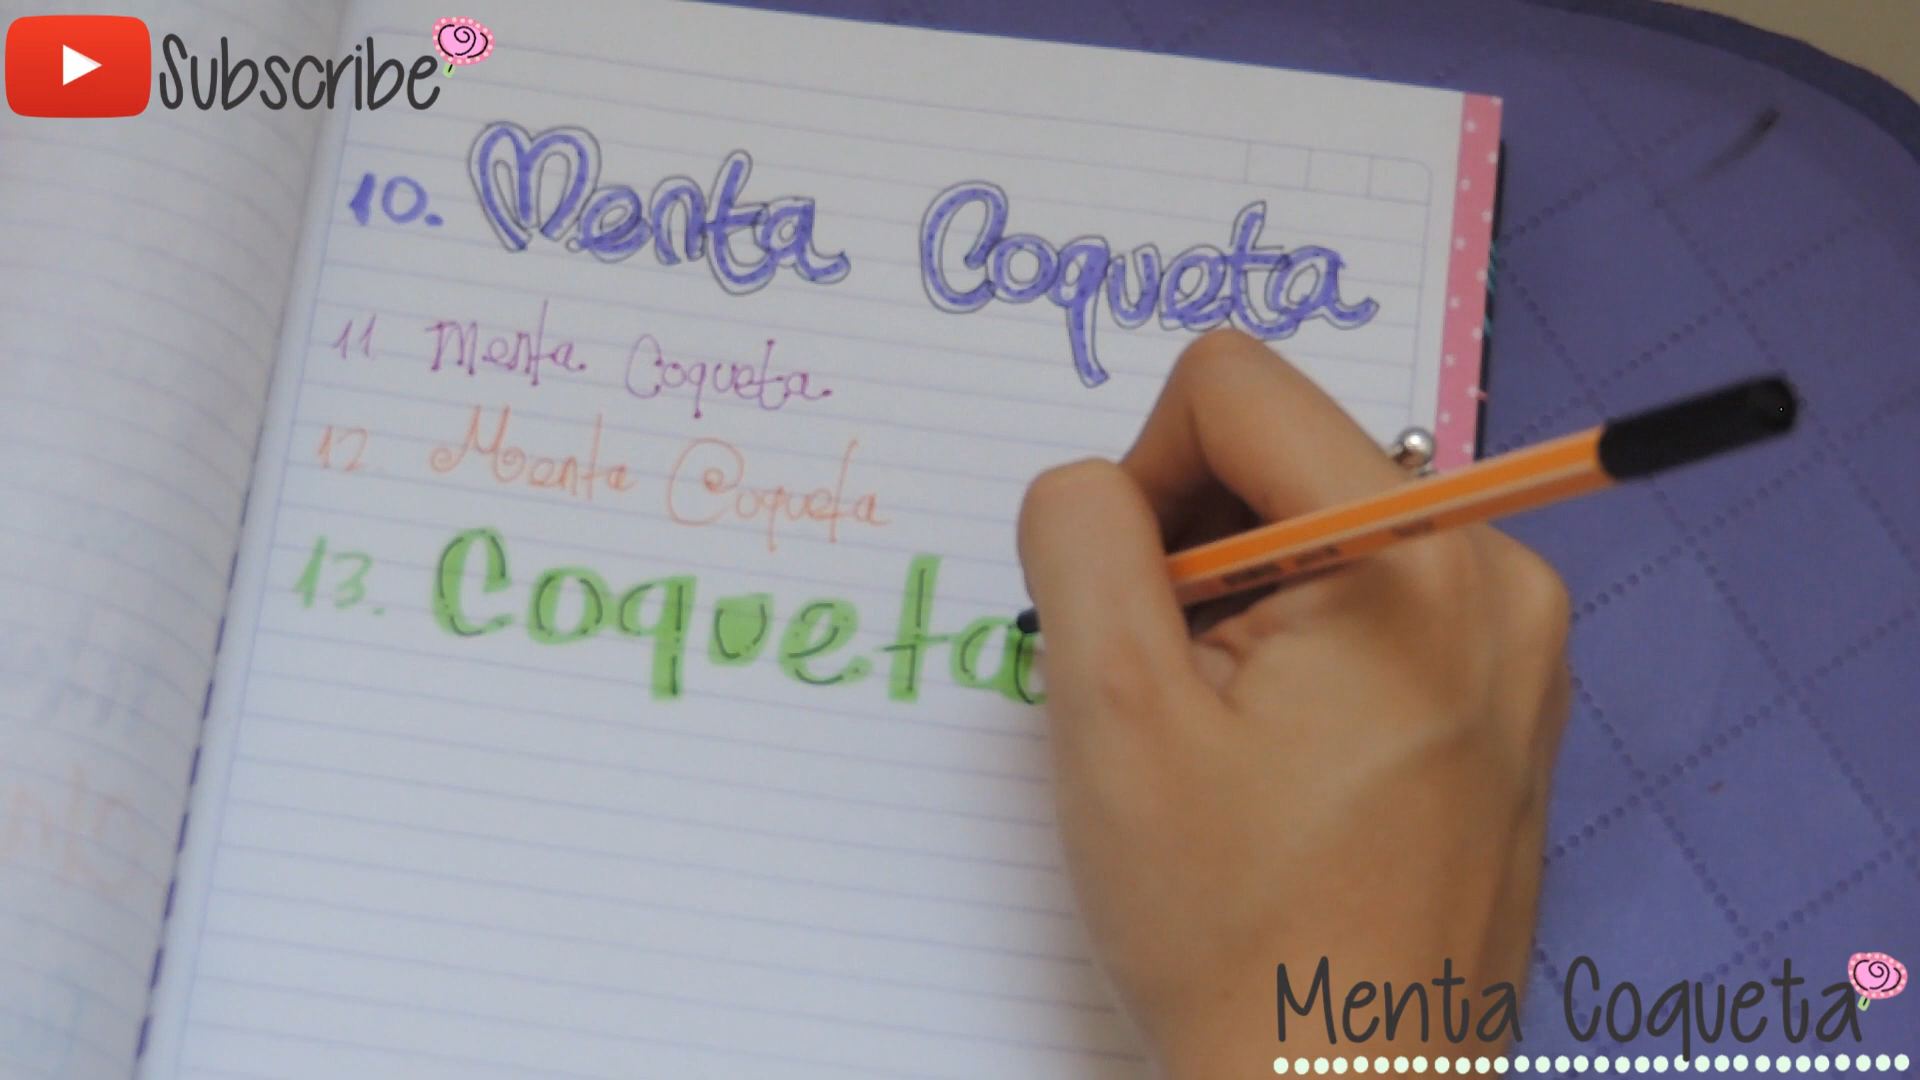 Subscribe
10. Menta Coqueta
11 Menta Coqueta.
12. Menta Coqueta
13. Coqueta
Menta Coqueta